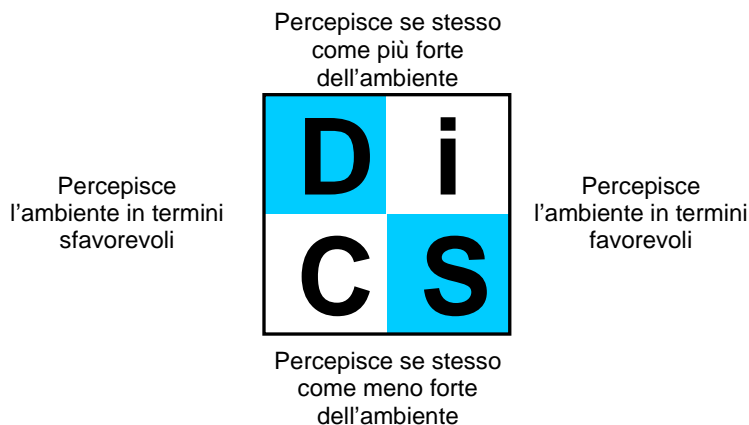 Percepisce se stesso
come più forte
dell'ambiente
D i
Percepisce
l'ambiente in termini
sfavorevoli
Percepisce
l'ambiente in termini
favorevoli
C S
Percepisce se stesso
come meno forte
dell'ambiente